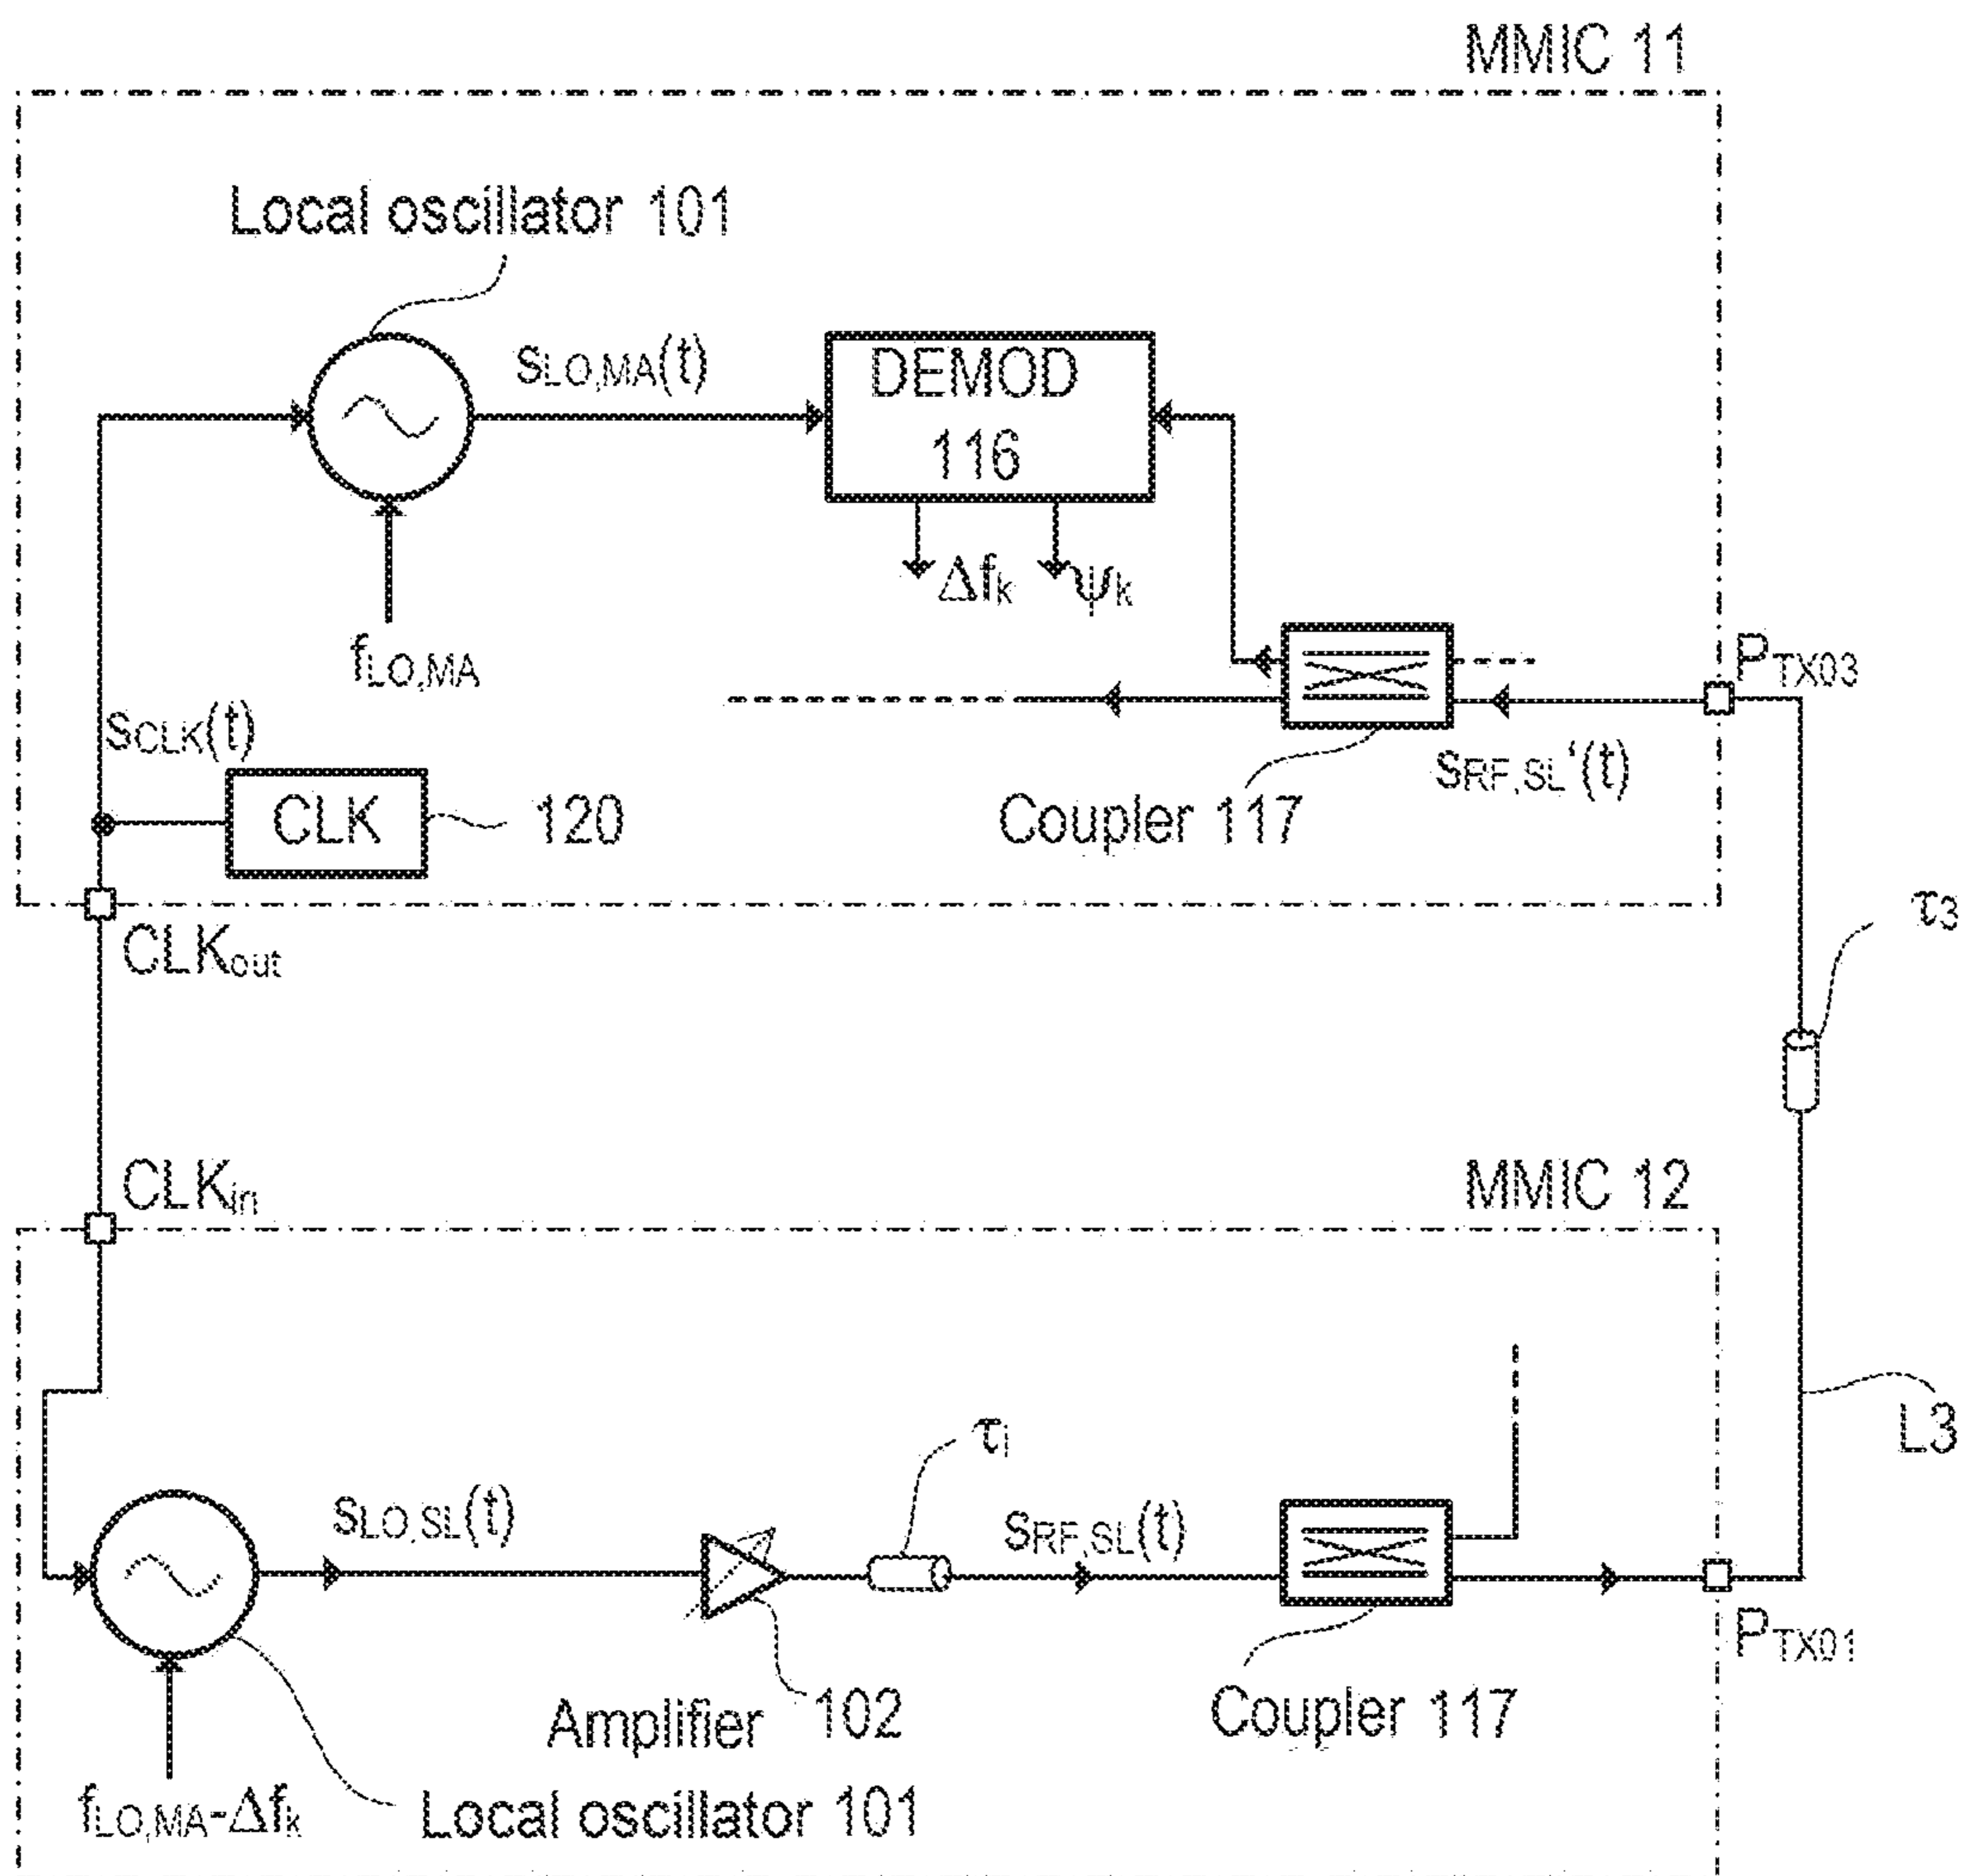 MMIC 11
Local oscillator 101
sLO,MA(t)
DEMOD
116
Δfk
ψk
fLO,MA
PTX03
sCLK(t)
sRF,SL‘(t)
CLK
120
Coupler 117
τ3
CLKout
CLKin
MMIC 12
L3
τi
sLO,SL(t)
sRF,SL(t)
PTX01
Amplifier
102
Coupler 117
fLO,MA-Δfk
Local oscillator 101